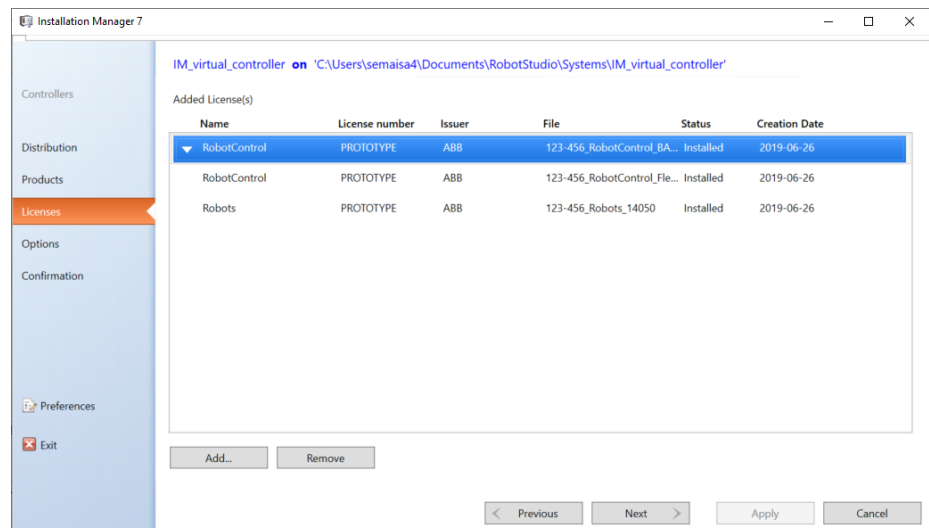 Installation Manager 7
IM_virtual_controller on 'C:\Users\semaisa4\Documents\RobotStudio\Systems\IM_virtual_controller'
Controllers
Distribution
Products
Licenses
Options
Confirmation
Preferences
Exit
Added License(s)
Name License number Issuer File Status Creation Date
RobotControl PROTOTYPE ABB 123-456_RobotControl_BA... Installed 2019-06-26
RobotControl PROTOTYPE ABB 123-456_RobotControl_Fle... Installed 2019-06-26
Robots PROTOTYPE ABB 123-456_Robots_14050 Installed 2019-06-26
Add... Remove
Previous Next Apply Cancel